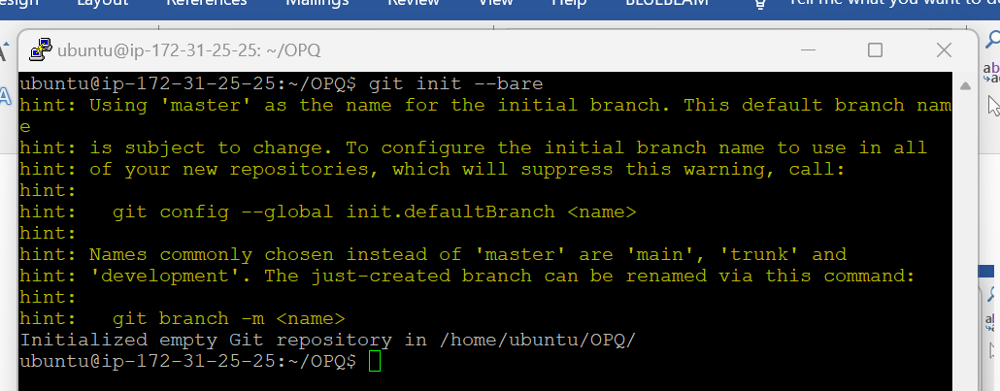 Layout References Mailings Review View Help BLUEBEAM Tell me what you want to do
ubuntu@ip-172-31-25-25: ~/OPQ
ubuntu@ip-172-31-25-25:~/OPQ$ git init --bare
hint: Using 'master' as the name for the initial branch. This default branch nam
e
hint: is subject to change. To configure the initial branch name to use in all
hint: of your new repositories, which will suppress this warning, call:
hint:
hint:   git config --global init.defaultBranch <name>
hint:
hint: Names commonly chosen instead of 'master' are 'main', 'trunk' and
hint: 'development'. The just-created branch can be renamed via this command:
hint:
hint:   git branch -m <name>
Initialized empty Git repository in /home/ubuntu/OPQ/
ubuntu@ip-172-31-25-25:~/OPQ$